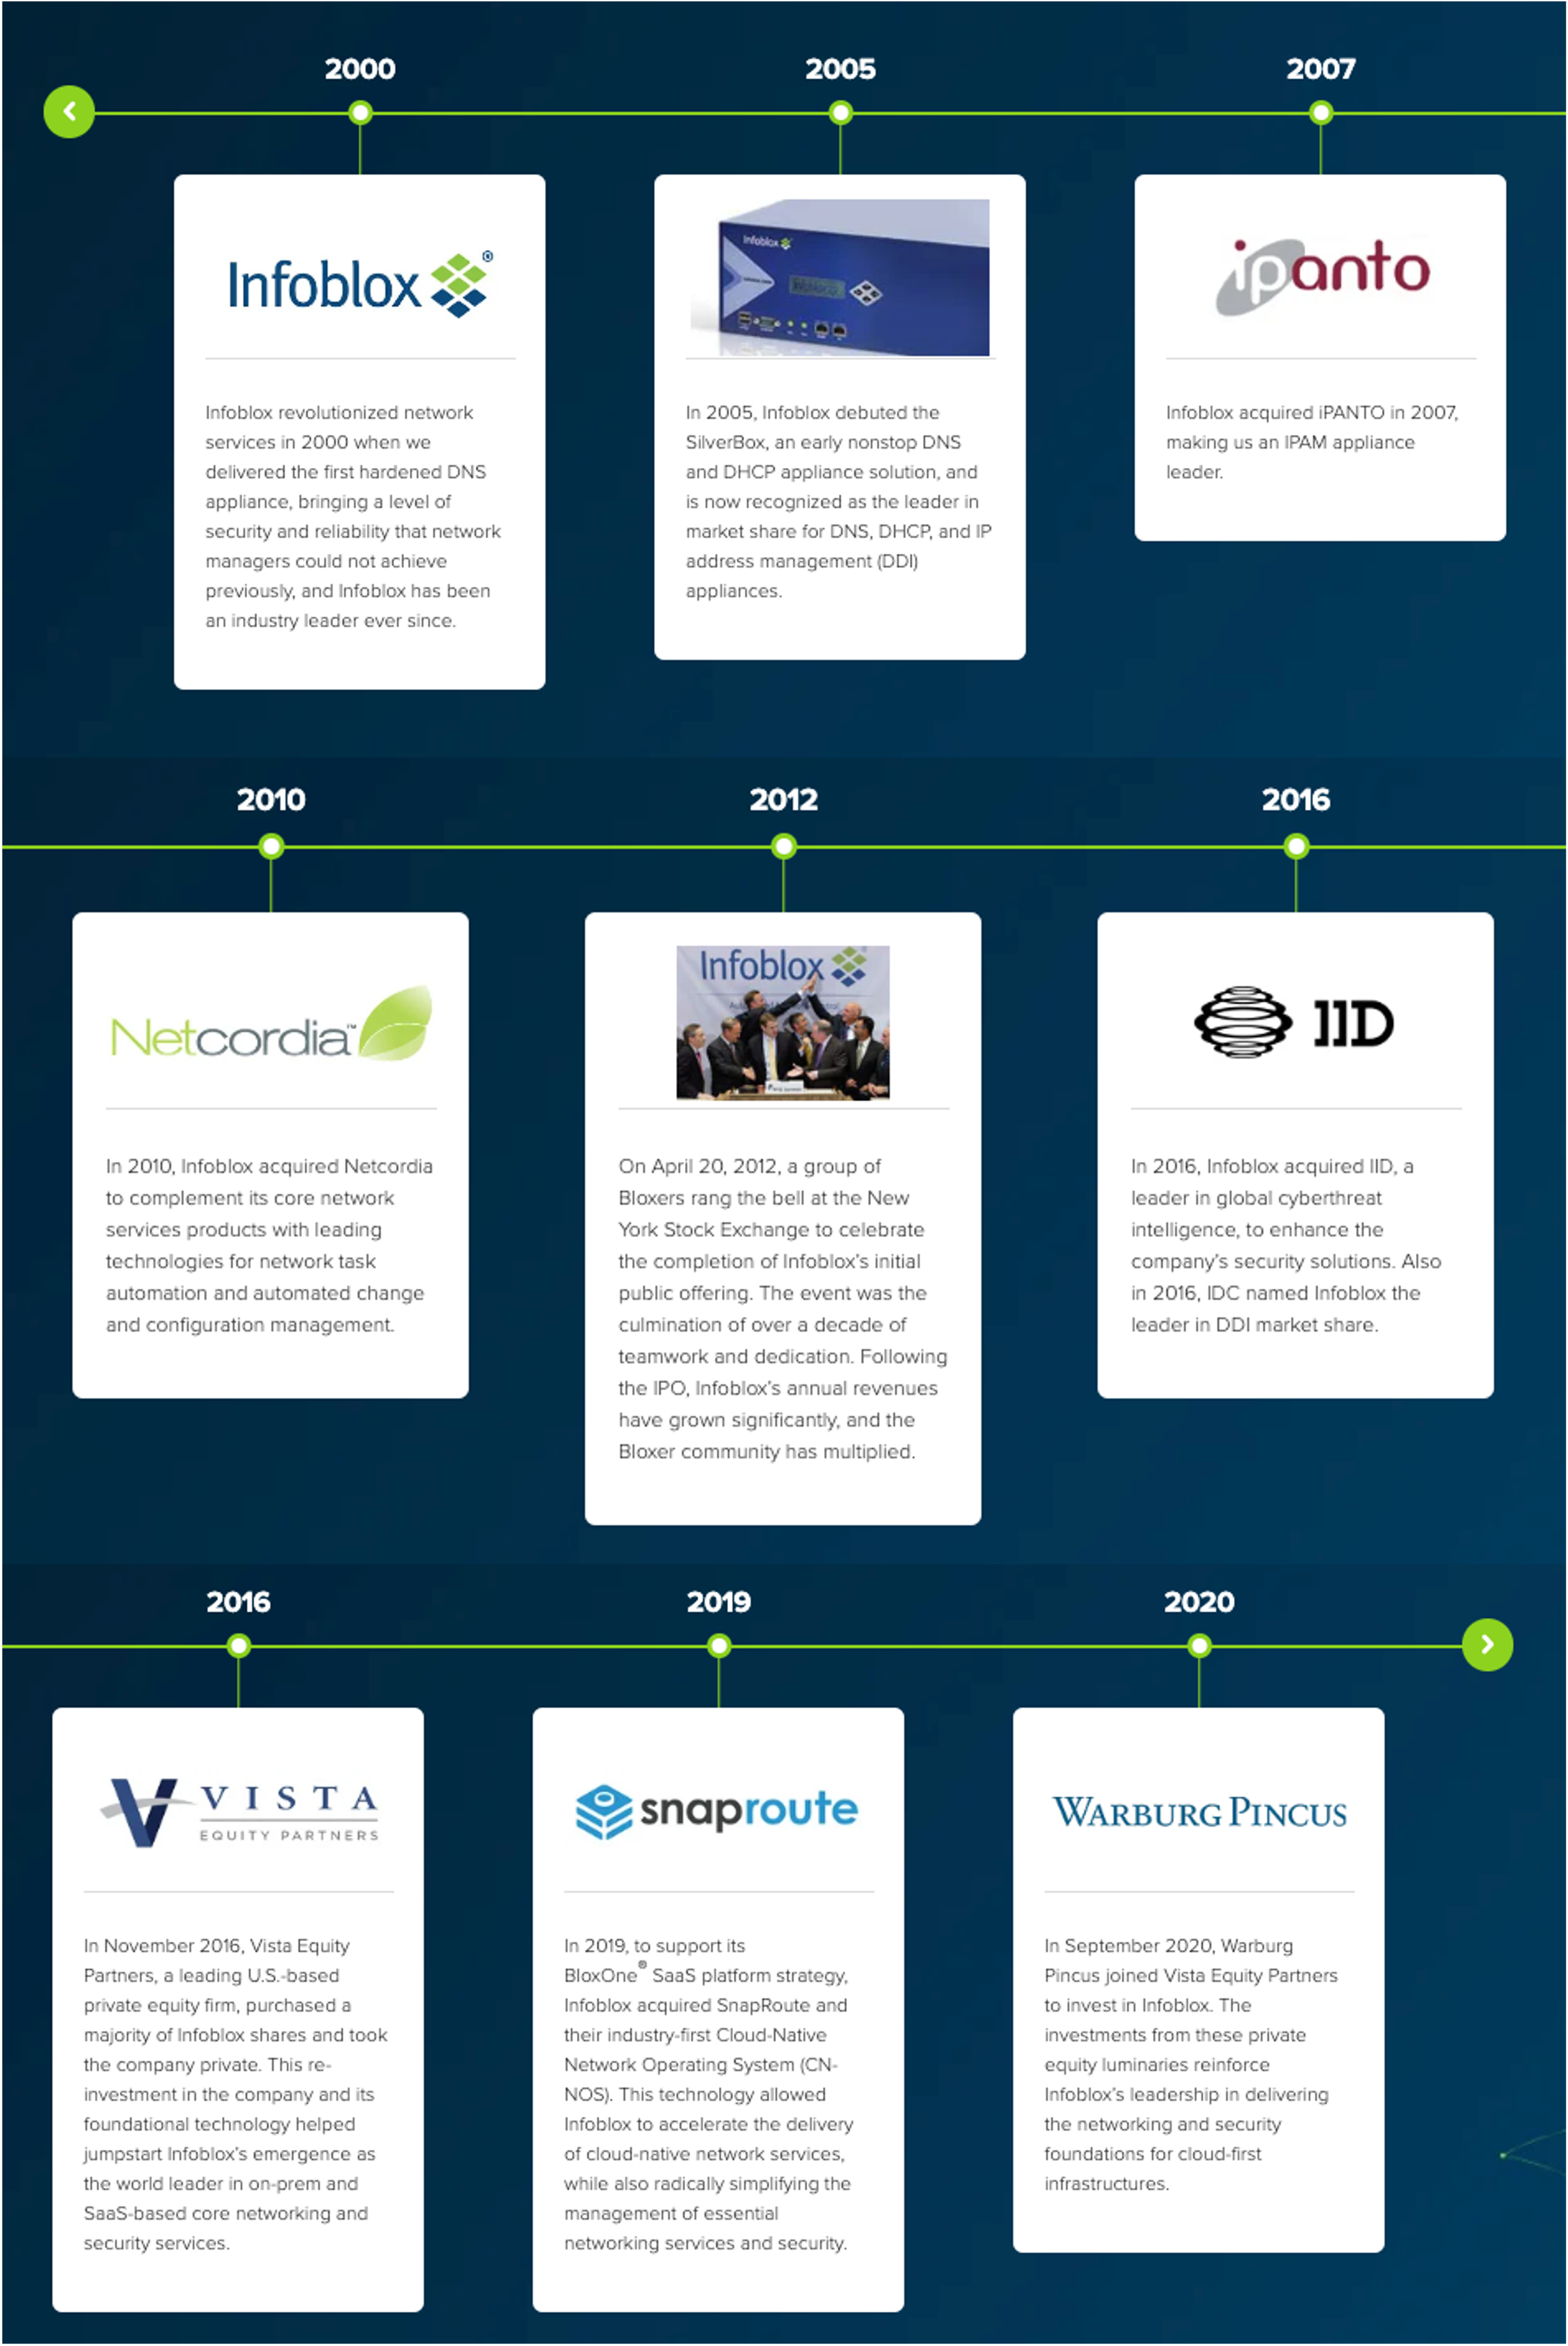 2000
2005
2007
Infoblox®
Infoblox
ipanto
Infoblox revolutionized network
services in 2000 when we
delivered the first hardened DNS
appliance, bringing a level of
security and reliability that network
managers could not achieve
previously, and Infoblox has been
an industry leader ever since.
In 2005, Infoblox debuted the
SilverBox, an early nonstop DNS
and DHCP appliance solution, and
is now recognized as the leader in
market share for DNS, DHCP, and IP
address management (DDI)
appliances.
Infoblox acquired iPANTO in 2007,
making us an IPAM appliance
leader.
2010
2012
2016
Netcordia™
Infoblox
IID
In 2010, Infoblox acquired Netcordia
to complement its core network
services products with leading
technologies for network task
automation and automated change
and configuration management.
On April 20, 2012, a group of
Bloxers rang the bell at the New
York Stock Exchange to celebrate
the completion of Infoblox's initial
public offering. The event was the
culmination of over a decade of
teamwork and dedication. Following
the IPO, Infoblox's annual revenues
have grown significantly, and the
Bloxer community has multiplied.
In 2016, Infoblox acquired IID, a
leader in global cyberthreat
intelligence, to enhance the
company's security solutions. Also
in 2016, IDC named Infoblox the
leader in DDI market share.
2016
2019
2020
VISTA
EQUITY PARTNERS
snaproute
WARBURG PINCUS
In November 2016, Vista Equity
Partners, a leading U.S.-based
private equity firm, purchased a
majority of Infoblox shares and took
the company private. This re-
investment in the company and its
foundational technology helped
jumpstart Infoblox's emergence as
the world leader in on-prem and
SaaS-based core networking and
security services.
In 2019, to support its
BloxOne® SaaS platform strategy,
Infoblox acquired SnapRoute and
their industry-first Cloud-Native
Network Operating System (CN-
NOS). This technology allowed
Infoblox to accelerate the delivery
of cloud-native network services,
while also radically simplifying the
management of essential
networking services and security.
In September 2020, Warburg
Pincus joined Vista Equity Partners
to invest in Infoblox. The
investments from these private
equity luminaries reinforce
Infoblox's leadership in delivering
the networking and security
foundations for cloud-first
infrastructures.